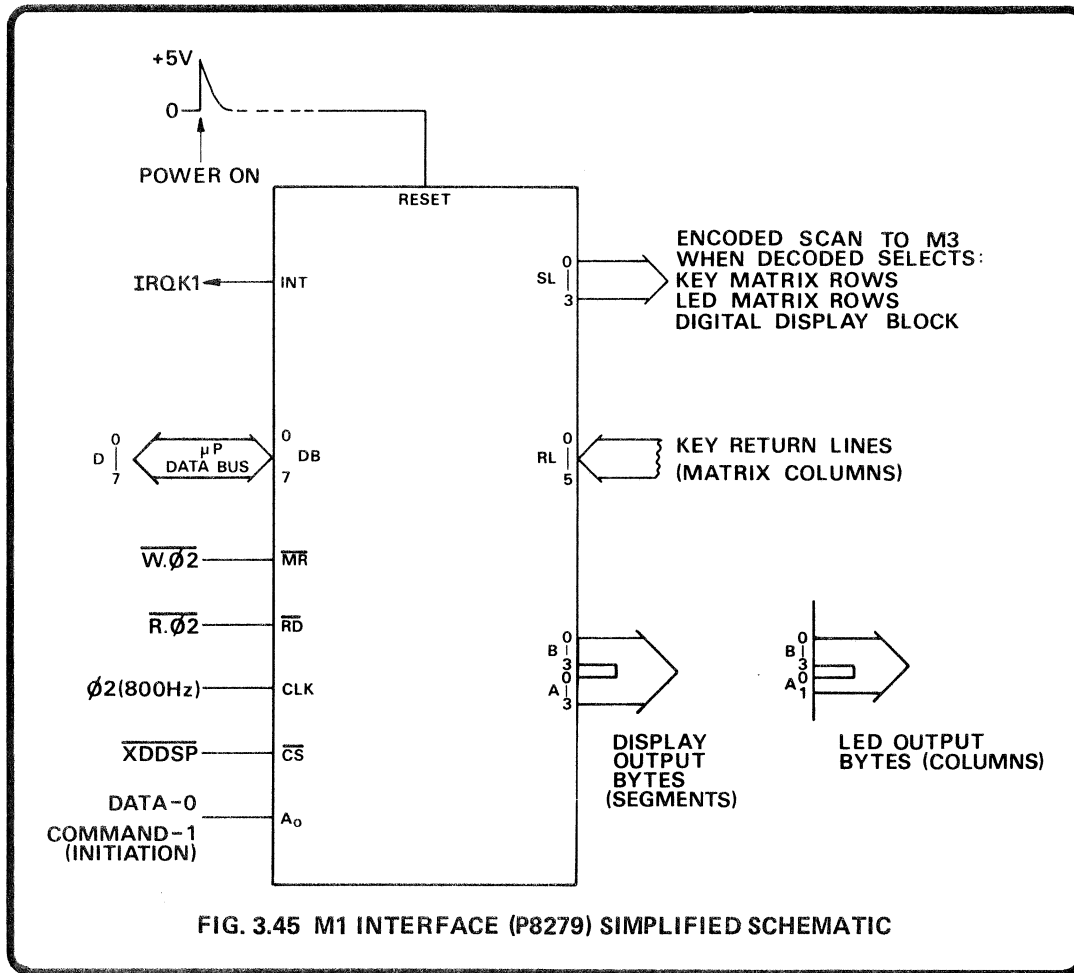 +5V
0
POWER ON
RESET
IRQK1
INT
SL
0
3
ENCODED SCAN TO M3
WHEN DECODED SELECTS:
KEY MATRIX ROWS
LED MATRIX ROWS
DIGITAL DISPLAY BLOCK
D
0
7
µP
DATA BUS
0
7
DB
RL
0
5
KEY RETURN LINES
(MATRIX COLUMNS)
W.Ø2
MR
R.Ø2
RD
Ø2(800Hz)
CLK
XDDSP
CS
DATA-0
COMMAND-1
(INITIATION)
A₀
B
0
3
A
0
3
DISPLAY
OUTPUT
BYTES
(SEGMENTS)
B
0
3
A
0
1
LED OUTPUT
BYTES (COLUMNS)
FIG. 3.45 M1 INTERFACE (P8279) SIMPLIFIED SCHEMATIC